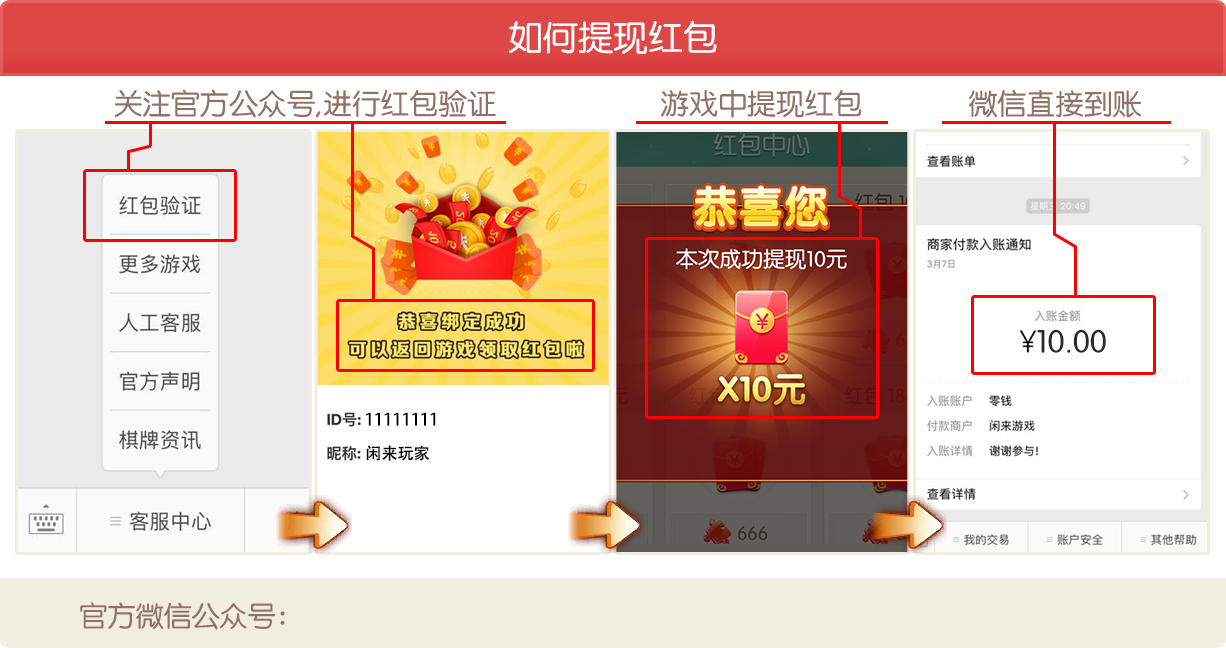 如何提现红包
关注官方公众号,进行红包验证
游戏中提现红包
微信直接到账
红包验证
更多游戏
人工客服
官方声明
棋牌资讯
客服中心
恭喜绑定成功
可以返回游戏领取红包啦
ID号: 11111111
昵称: 闲来玩家
红包中心
恭喜您
本次成功提现10元
¥
X10元
666
查看账单
20:49
商家付款入账通知
3月7日
入账金额
¥10.00
入账账户 零钱
付款商户 闲来游戏
入账详情 谢谢参与!
查看详情
我的交易
账户安全
其他帮助
官方微信公众号: